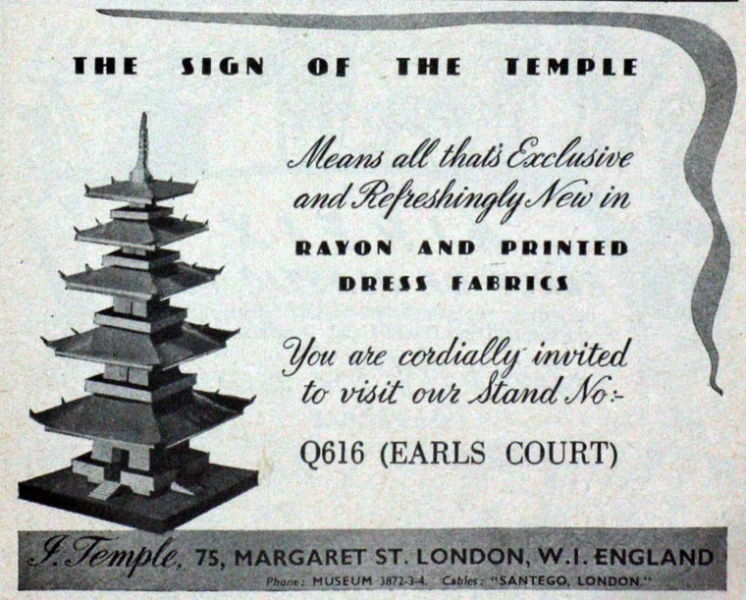 THE SIGN OF THE TEMPLE
Means all that's Exclusive
and Refreshingly New in
RAYON AND PRINTED
DRESS FABRICS
You are cordially invited
to visit our Stand No:-
Q616 (EARLS COURT)
I. Temple, 75, MARGARET ST. LONDON, W.I. ENGLAND
Phone: MUSEUM 3872-3-4. Cables: "SANTEGO, LONDON."